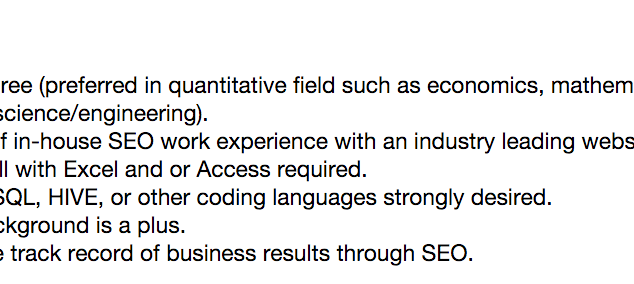 ree (preferred in quantitative field such as economics, mathem
science/engineering).
f in-house SEO work experience with an industry leading webs
ll with Excel and or Access required.
SQL, HIVE, or other coding languages strongly desired.
ckground is a plus.
e track record of business results through SEO.